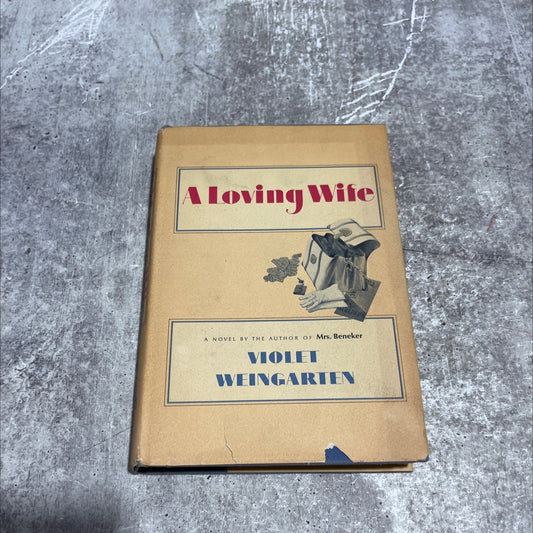 A Loving Wife
A NOVEL BY THE AUTHOR OF Mrs. Beneker
VIOLET
WEINGARTEN